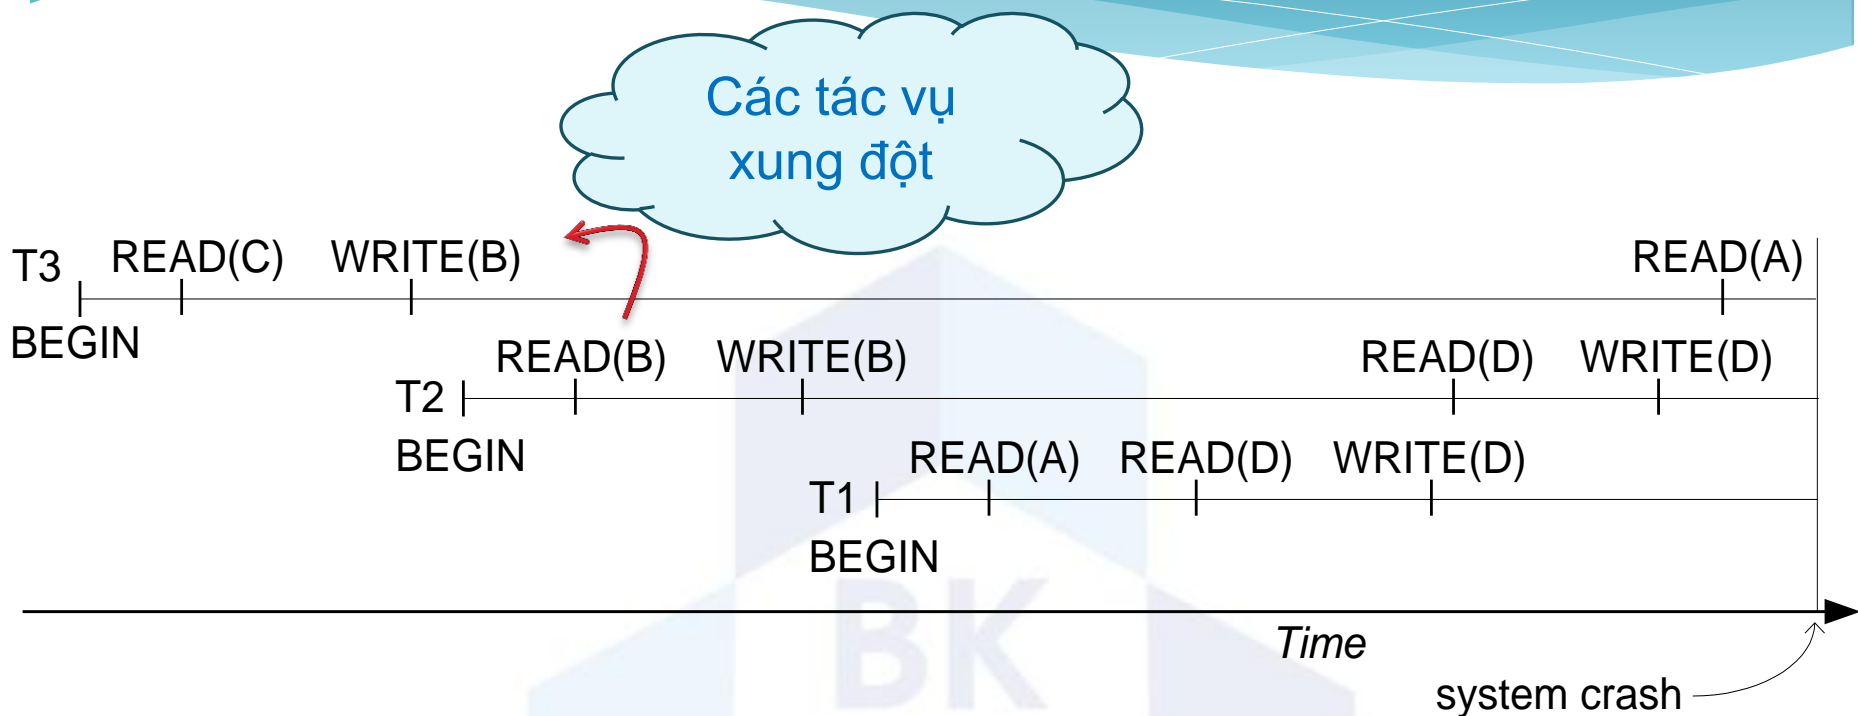 Các tác vụ
xung đột
T3 READ(C) WRITE(B) READ(A)
BEGIN
READ(B) WRITE(B) READ(D) WRITE(D)
T2
BEGIN
READ(A) READ(D) WRITE(D)
T1
BEGIN
BK
Time
system crash